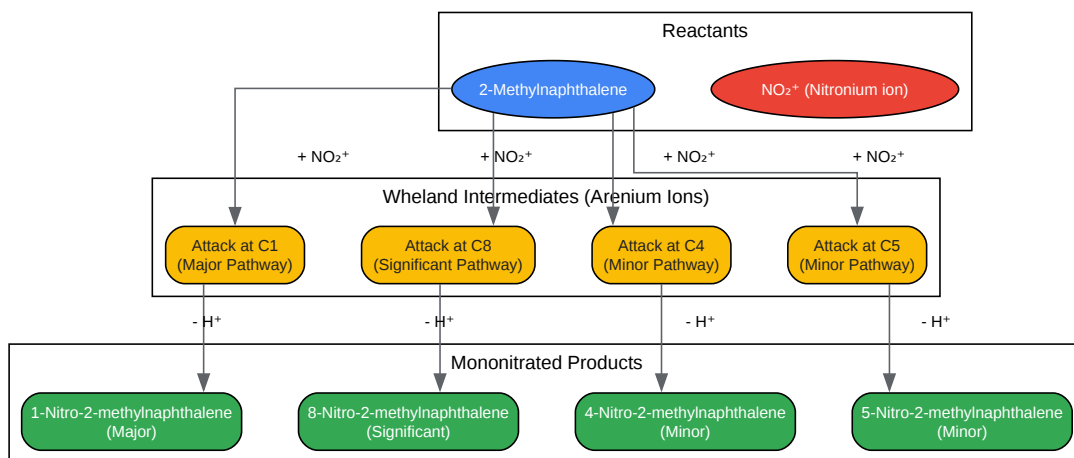 Reactants
2-Methylnaphthalene
NO₂⁺ (Nitronium ion)
+ NO₂⁺
+ NO₂⁺
+ NO₂⁺
+ NO₂⁺
Wheland Intermediates (Arenium Ions)
Attack at C1
(Major Pathway)
Attack at C8
(Significant Pathway)
Attack at C4
(Minor Pathway)
Attack at C5
(Minor Pathway)
- H⁺
- H⁺
- H⁺
- H⁺
Mononitrated Products
1-Nitro-2-methylnaphthalene
(Major)
8-Nitro-2-methylnaphthalene
(Significant)
4-Nitro-2-methylnaphthalene
(Minor)
5-Nitro-2-methylnaphthalene
(Minor)